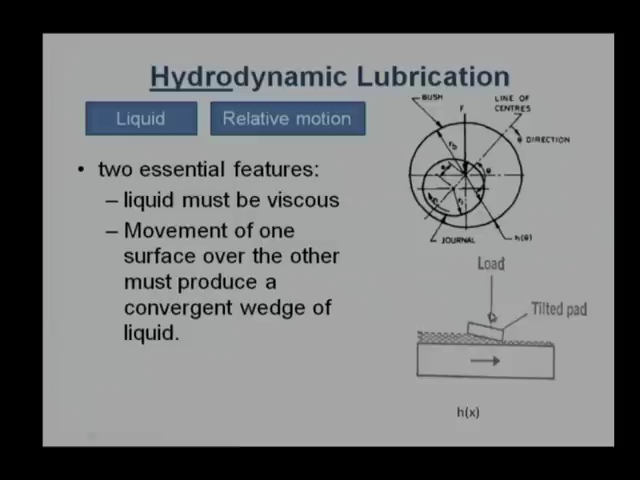 Hydrodynamic Lubrication
Liquid
Relative motion
• two essential features:
– liquid must be viscous
– Movement of one
surface over the other
must produce a
convergent wedge of
liquid.
BUSH
F
LINE OF
CENTRES
θ DIRECTION
r_b
JOURNAL
h(θ)
Load
Tilted pad
h(x)